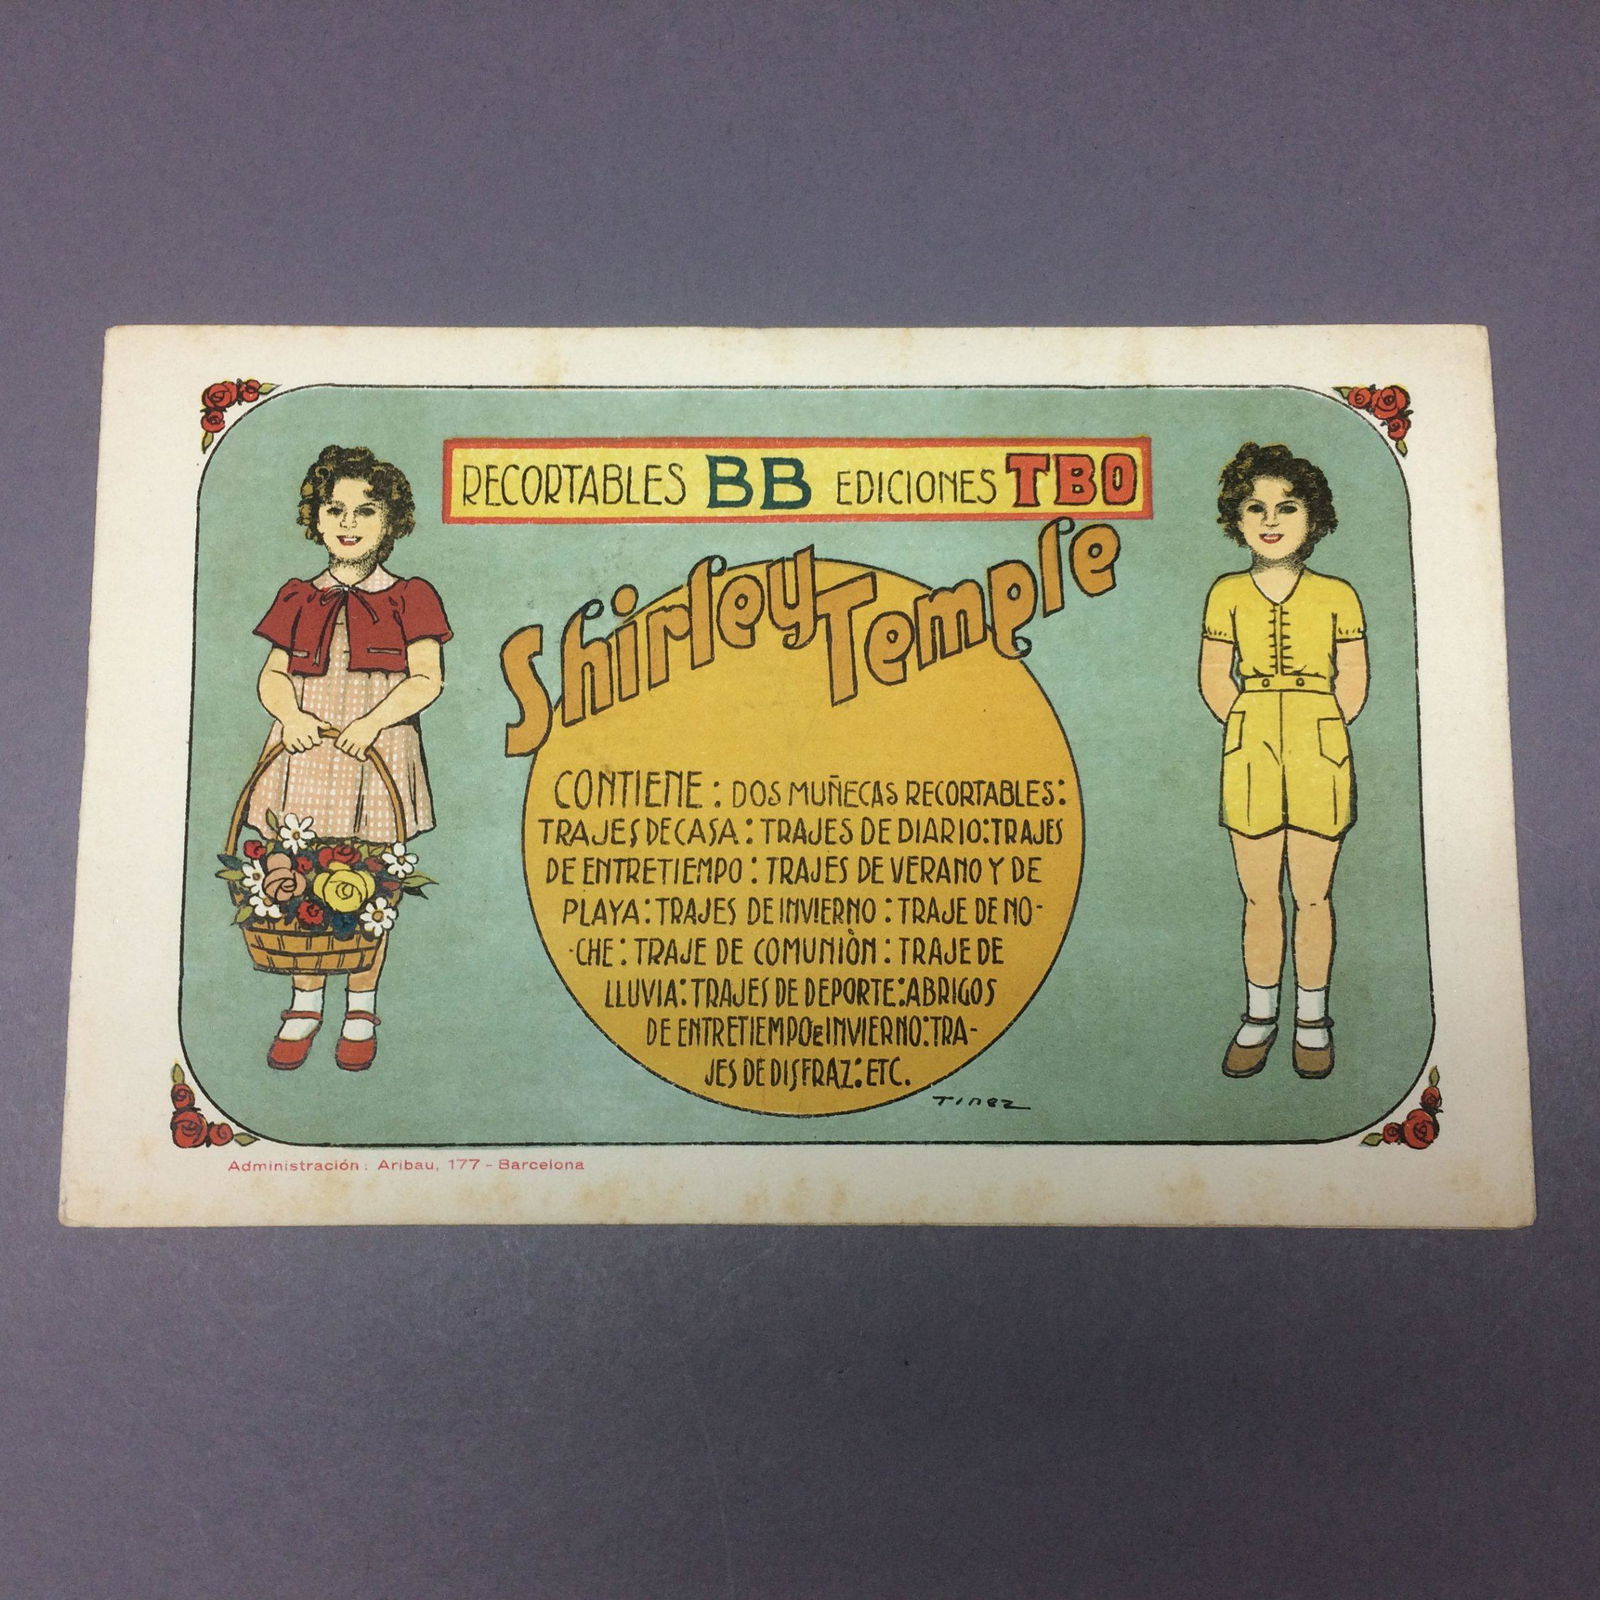 RECORTABLES BB EDICIONES TBO
Shirley Temple
CONTIENE: DOS MUÑECAS RECORTABLES:
TRAJES DE CASA: TRAJES DE DIARIO: TRAJES
DE ENTRETIEMPO: TRAJES DE VERANO Y DE
PLAYA: TRAJES DE INVIERNO: TRAJE DE NO-
-CHE: TRAJE DE COMUNIÒN: TRAJE DE
LLUVIA: TRAJES DE DEPORTE: ABRIGOS
DE ENTRETIEMPO e INVIERNO: TRA-
JES DE DISFRAZ: ETC.
TINEZ
Administración: Aribau, 177 - Barcelona